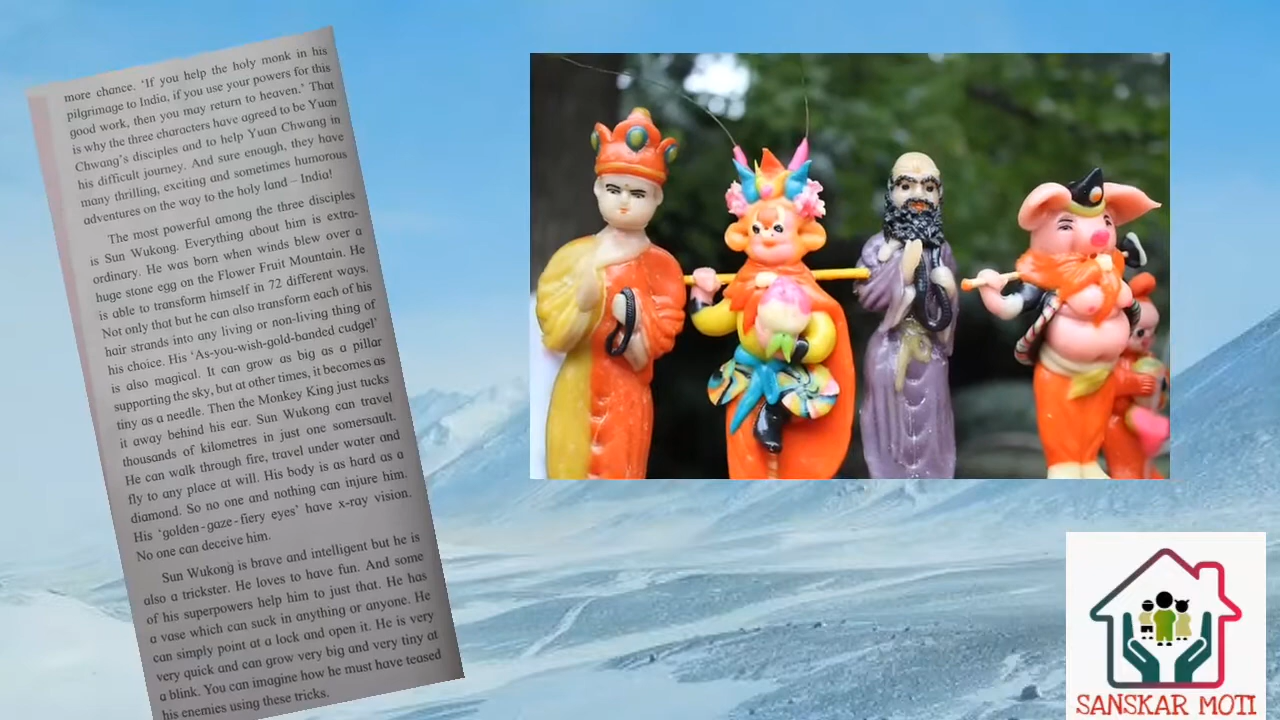 more chance. 'If you help the holy monk in his
pilgrimage to India, if you use your powers for this
good work, then you may return to heaven.' That
is why the three characters have agreed to be Yuan
Chwang's disciples and to help Yuan Chwang in
his difficult journey. And sure enough, they have
many thrilling, exciting and sometimes humorous
adventures on the way to the holy land – India!
The most powerful among the three disciples
is Sun Wukong. Everything about him is extra-
ordinary. He was born when winds blew over a
huge stone egg on the Flower Fruit Mountain. He
is able to transform himself in 72 different ways.
Not only that but he can also transform each of his
hair strands into any living or non-living thing of
his choice. His 'As-you-wish-gold-banded cudgel'
is also magical. It can grow as big as a pillar
supporting the sky, but at other times, it becomes as
tiny as a needle. Then the Monkey King just tucks
it away behind his ear. Sun Wukong can travel
thousands of kilometres in just one somersault.
He can walk through fire, travel under water and
fly to any place at will. His body is as hard as a
diamond. So no one and nothing can injure him.
His 'golden-gaze-fiery eyes' have x-ray vision.
No one can deceive him.
Sun Wukong is brave and intelligent but he is
also a trickster. He loves to have fun. And some
of his superpowers help him to just that. He has
a vase which can suck in anything or anyone. He
can simply point at a lock and open it. He is very
very quick and can grow very big and very tiny at
a blink. You can imagine how he must have teased
his enemies using these tricks.
SANSKAR MOTI